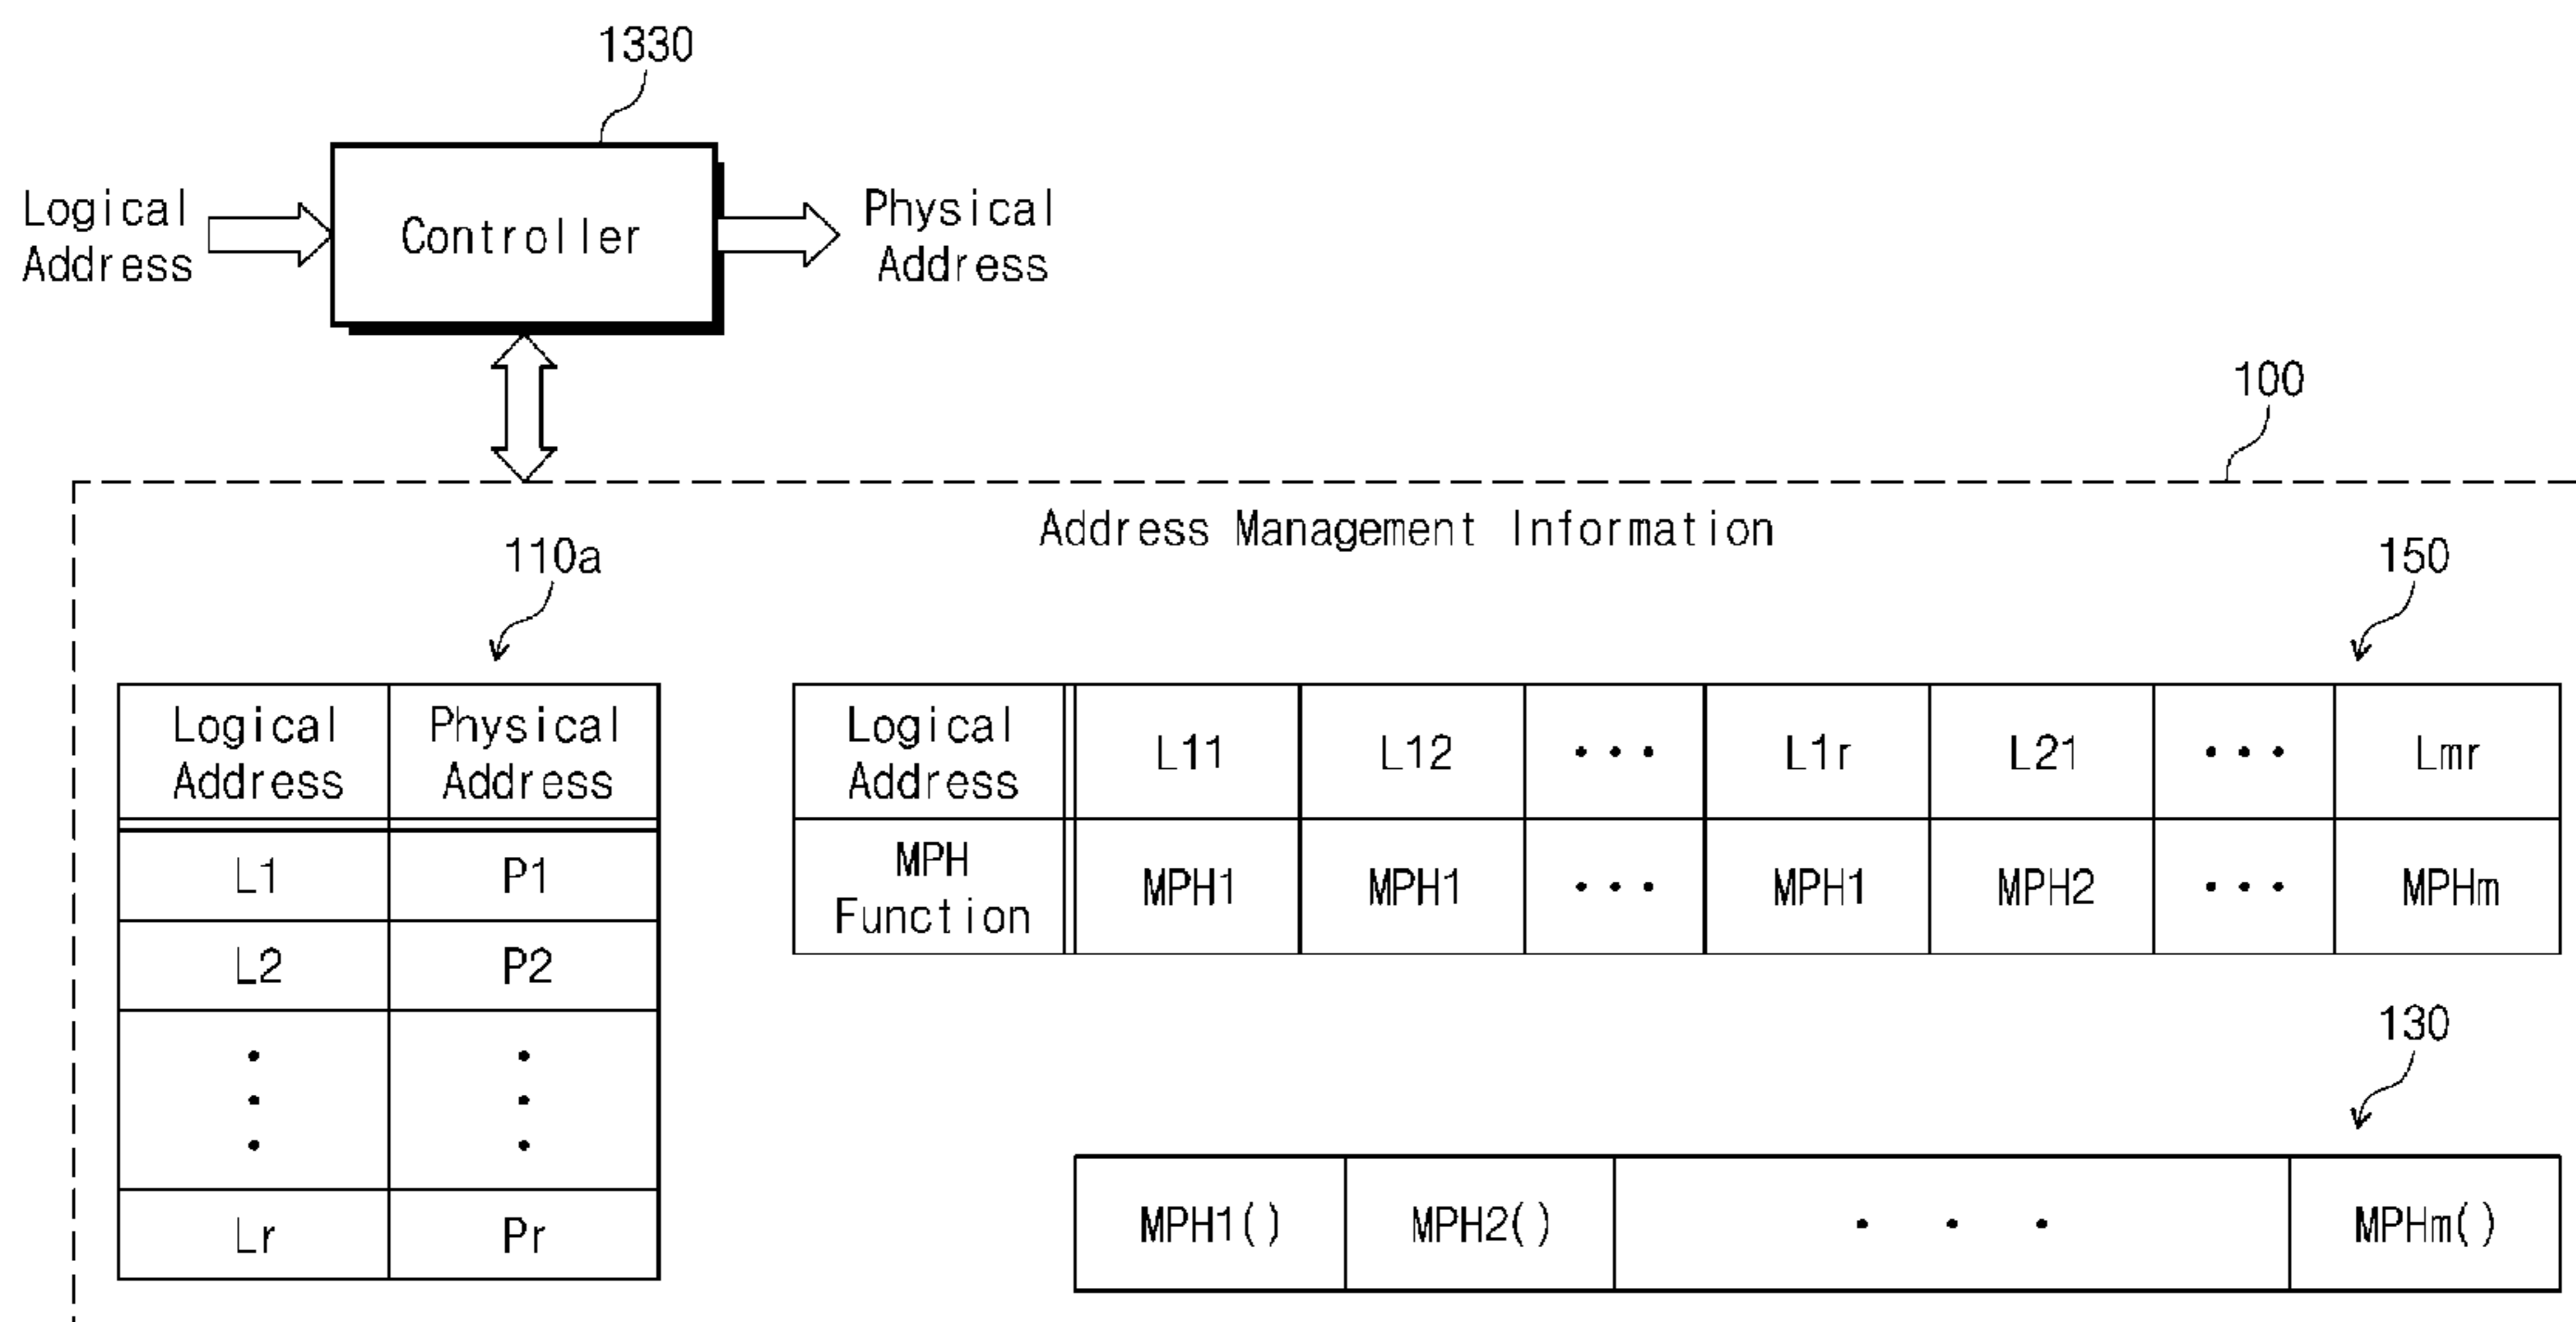 1330
Logical
Address
Controller
Physical
Address
100
Address Management Information
110a
150
Logical
Address
Physical
Address
L1
P1
L2
P2
Lr
Pr
Logical
Address
L11
L12
• • •
L1r
L21
• • •
Lmr
MPH
Function
MPH1
MPH1
• • •
MPH1
MPH2
• • •
MPHm
130
MPH1()
MPH2()
• • •
MPHm()